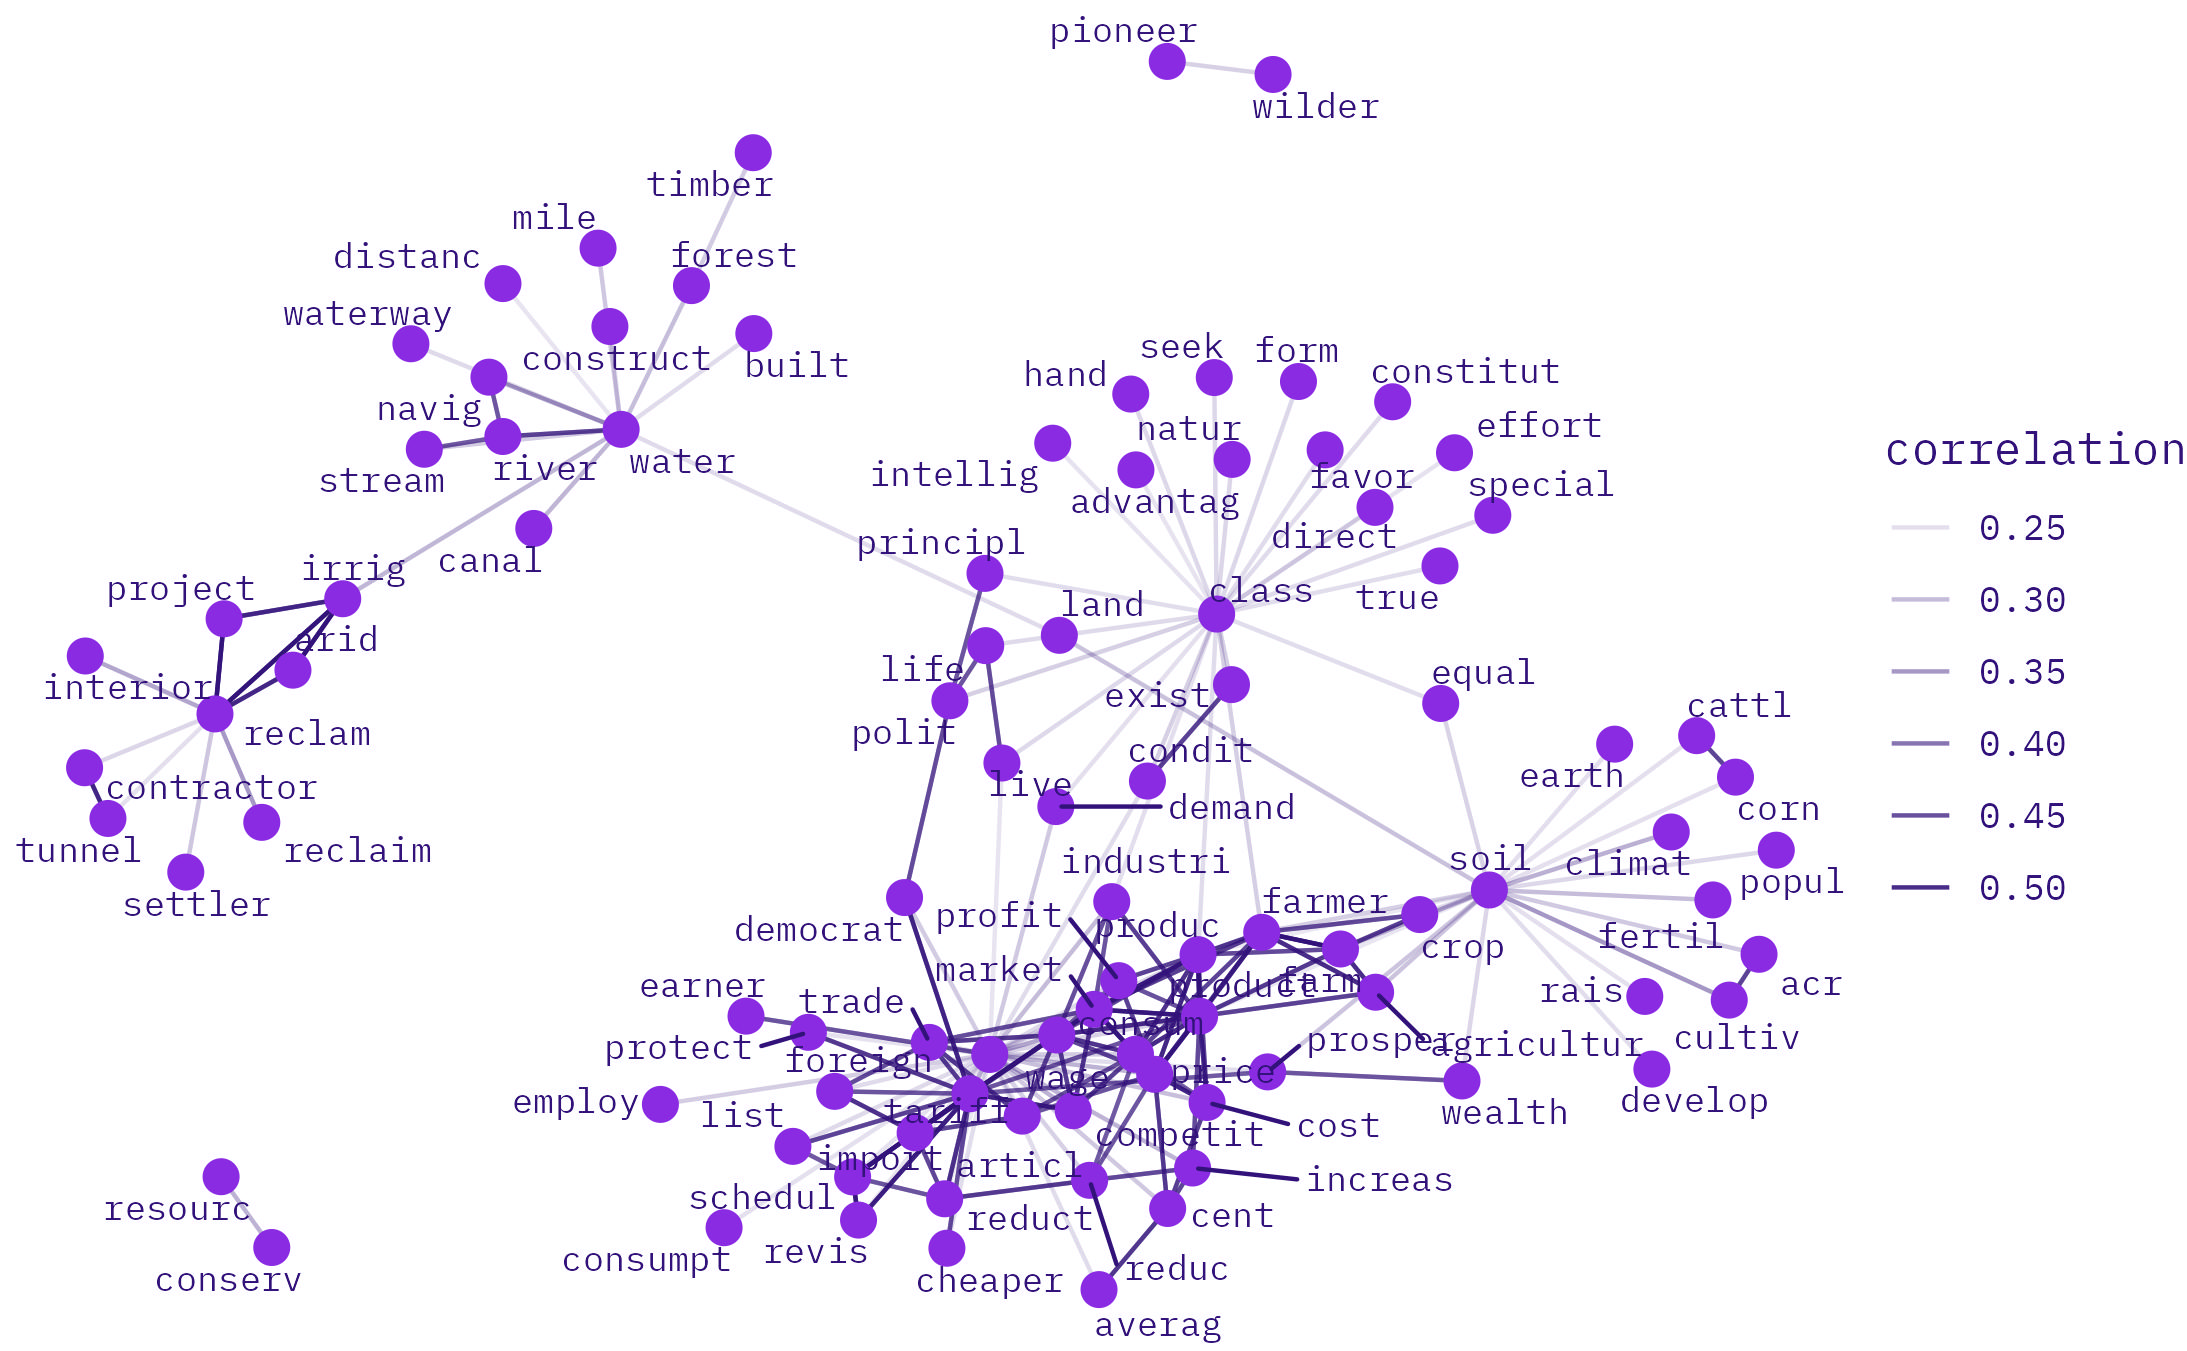 pioneer
wilder
timber
mile
distanc
forest
waterway
construct
built
navig
stream
river
water
canal
irrig
project
arid
interior
reclam
contractor
tunnel
reclaim
settler
seek
form
hand
constitut
natur
effort
intellig
advantag
favor
special
direct
principl
class
land
true
life
exist
equal
polit
condit
live
demand
cattl
earth
corn
soil
climat
popul
industri
farmer
profit
produc
democrat
crop
fertil
market
product
farm
acr
rais
earner
trade
consum
cultiv
protect
foreign
prosper
agricultur
wage
price
develop
employ
list
tariff
wealth
cost
competit
import
articl
increas
schedul
reduct
cent
consumpt
revis
cheaper
reduc
averag
resourc
conserv
correlation
0.25
0.30
0.35
0.40
0.45
0.50